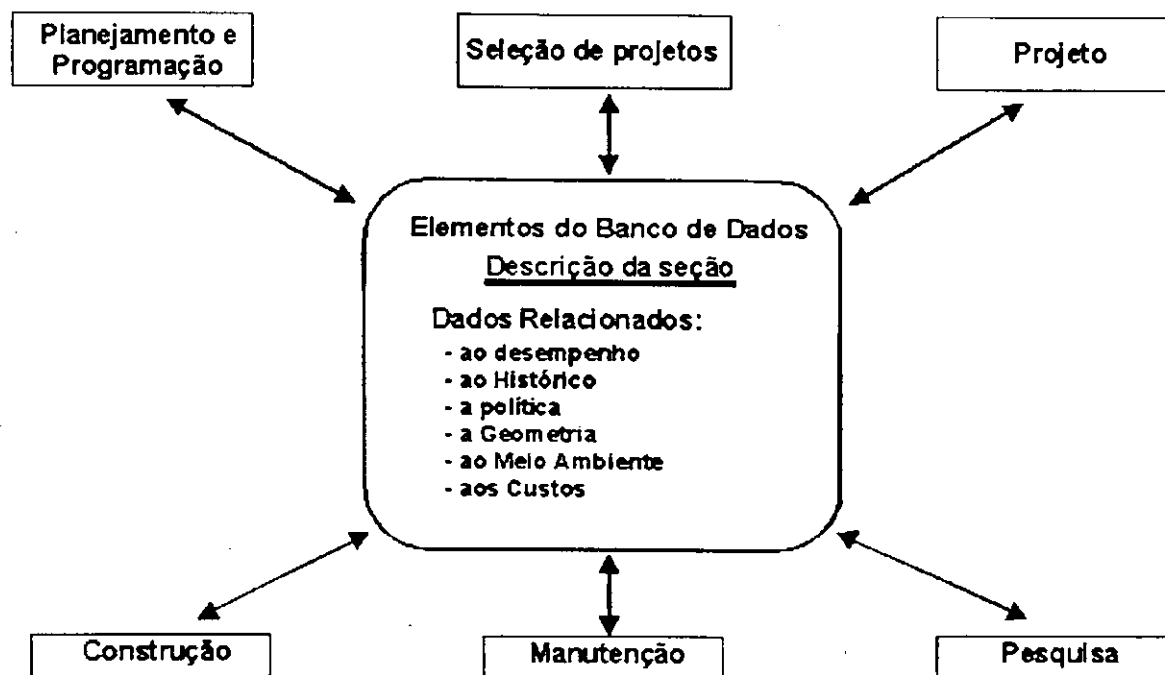 Planejamento e
Programação
Seleção de projetos
Projeto
Elementos do Banco de Dados
Descrição da seção
Dados Relacionados:
- ao desempenho
- ao Histórico
- a política
- a Geometria
- ao Meio Ambiente
- aos Custos
Construção
Manutenção
Pesquisa